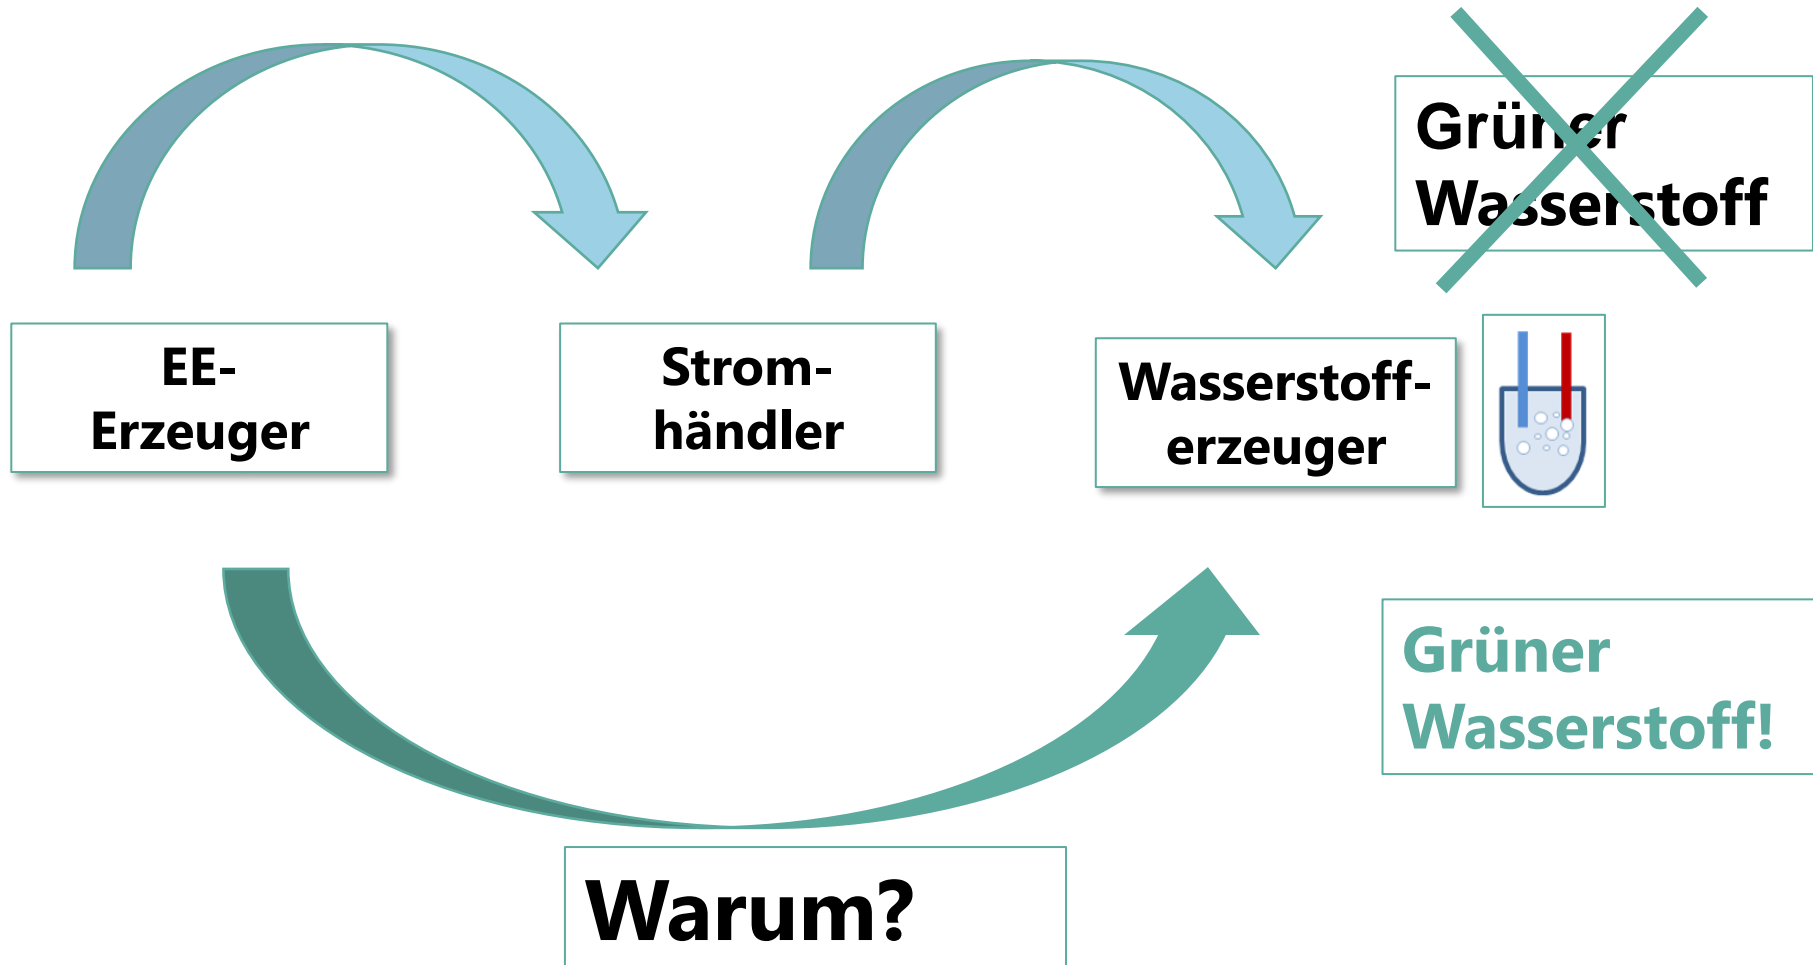 Grüner
Wasserstoff
EE-
Erzeuger
Strom-
händler
Wasserstoff-
erzeuger
Grüner
Wasserstoff!
Warum?